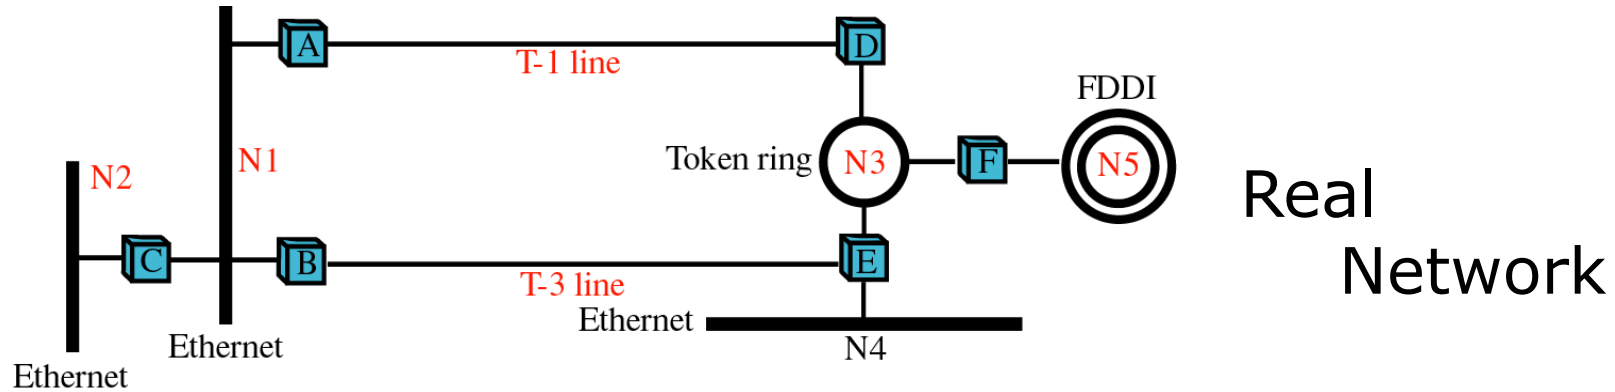 A
T-1 line
D
FDDI
N2
N1
Token ring
N3
F
N5
Real
Network
C
B
T-3 line
E
Ethernet
N4
Ethernet
Ethernet